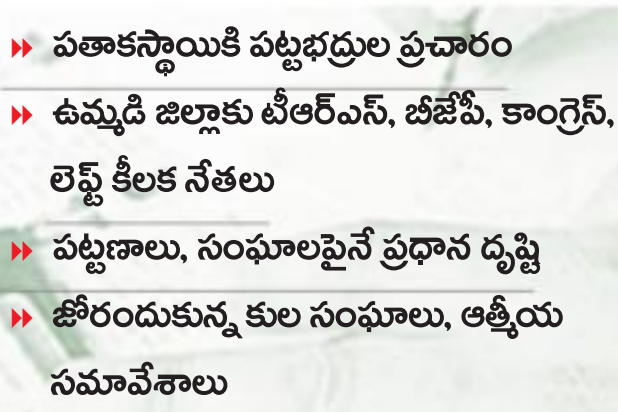 పతాకస్థాయికి పట్టభద్రుల ప్రచారం
ఉమ్మడి జిల్లాకు టీఆర్ఎస్, బీజేపీ, కాంగ్రెస్,
లెఫ్ట్ కీలక నేతలు
పట్టణాలు, సంఘాలపైనే ప్రధాన దృష్టి
జోరందుకున్న కుల సంఘాలు, ఆత్మీయ
సమావేశాలు